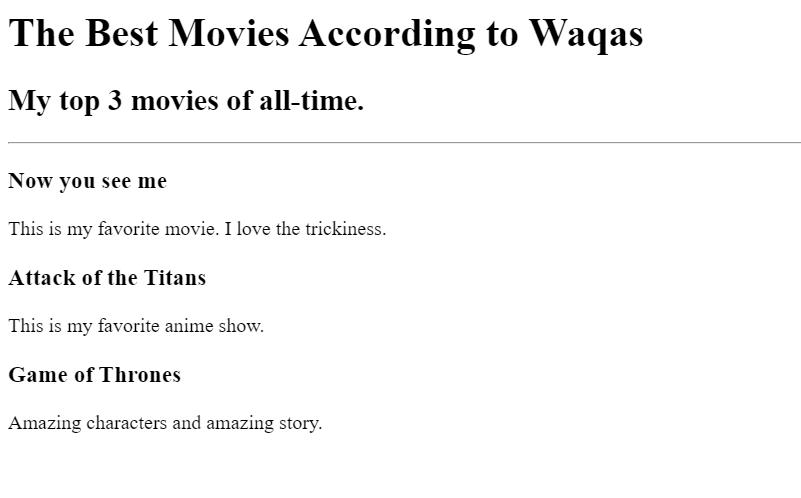 The Best Movies According to Waqas
My top 3 movies of all-time.
Now you see me
This is my favorite movie. I love the trickiness.
Attack of the Titans
This is my favorite anime show.
Game of Thrones
Amazing characters and amazing story.